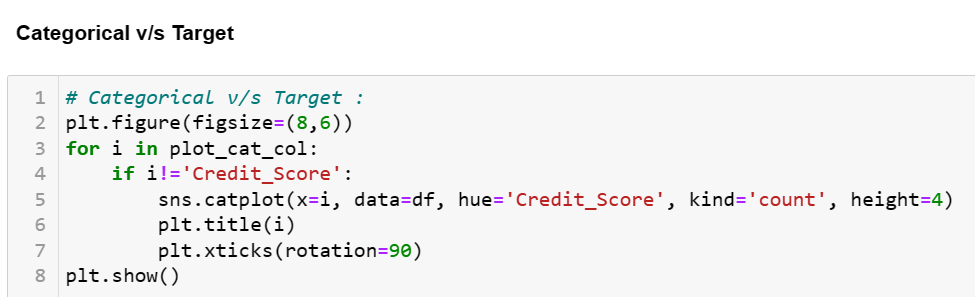 Categorical v/s Target
1 # Categorical v/s Target :
2 plt.figure(figsize=(8,6))
3 for i in plot_cat_col:
4     if i!='Credit_Score':
5         sns.catplot(x=i, data=df, hue='Credit_Score', kind='count', height=4)
6         plt.title(i)
7         plt.xticks(rotation=90)
8 plt.show()